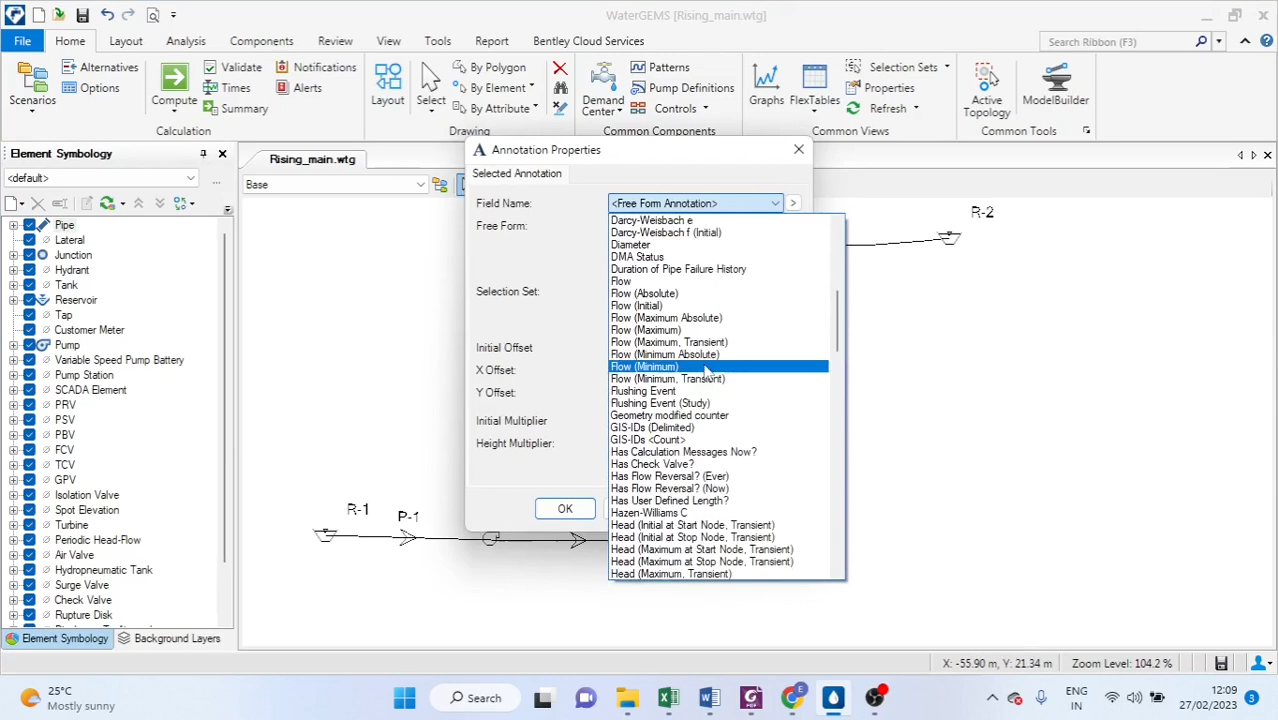 WaterGEMS [Rising_main.wtg]
File Home Layout Analysis Components Review View Tools Report Bentley Cloud Services
Search Ribbon (F3)
Scenarios
Alternatives
Options
Compute
Validate
Times
Summary
Notifications
Alerts
Calculation
Layout
Select
By Polygon
By Element
By Attribute
Drawing
Demand Center
Patterns
Pump Definitions
Controls
Common Components
Graphs
FlexTables
Selection Sets
Properties
Refresh
Common Views
Active Topology
ModelBuilder
Common Tools
Element Symbology
<default>
...
Pipe
Lateral
Junction
Hydrant
Tank
Reservoir
Tap
Customer Meter
Pump
Variable Speed Pump Battery
Pump Station
SCADA Element
PRV
PSV
PBV
FCV
TCV
GPV
Isolation Valve
Spot Elevation
Turbine
Periodic Head-Flow
Air Valve
Hydropneumatic Tank
Surge Valve
Check Valve
Rupture Disk
Element Symbology
Background Layers
Rising_main.wtg
Base
R-1
P-1
R-2
Annotation Properties
Selected Annotation
Field Name:
<Free Form Annotation>
>
Free Form:
Selection Set:
Initial Offset
X Offset:
Y Offset:
Initial Multiplier
Height Multiplier:
OK
Darcy-Weisbach e
Darcy-Weisbach f (Initial)
Diameter
DMA Status
Duration of Pipe Failure History
Flow
Flow (Absolute)
Flow (Initial)
Flow (Maximum Absolute)
Flow (Maximum)
Flow (Maximum, Transient)
Flow (Minimum Absolute)
Flow (Minimum)
Flow (Minimum, Transient)
Flushing Event
Flushing Event (Study)
Geometry modified counter
GIS-IDs (Delimited)
GIS-IDs <Count>
Has Calculation Messages Now?
Has Check Valve?
Has Flow Reversal? (Ever)
Has Flow Reversal? (Now)
Has User Defined Length?
Hazen-Williams C
Head (Initial at Start Node, Transient)
Head (Initial at Stop Node, Transient)
Head (Maximum at Start Node, Transient)
Head (Maximum at Stop Node, Transient)
Head (Maximum, Transient)
X: -55.90 m, Y: 21.34 m
Zoom Level: 104.2 %
25°C
Mostly sunny
Search
ENG
IN
12:09
27/02/2023
3